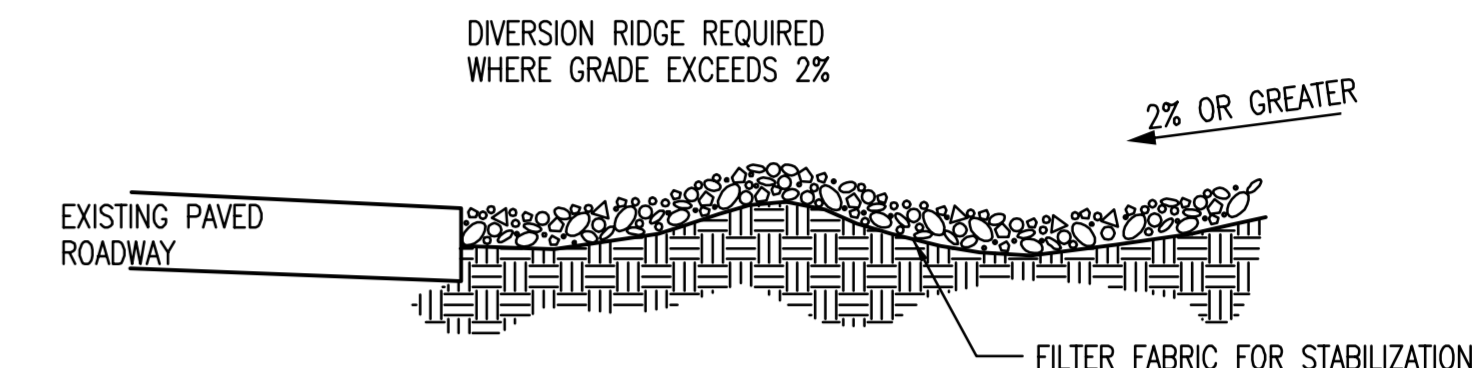 DIVERSION RIDGE REQUIRED
WHERE GRADE EXCEEDS 2%
2% OR GREATER
EXISTING PAVED
ROADWAY
FILTER FABRIC FOR STABILIZATION